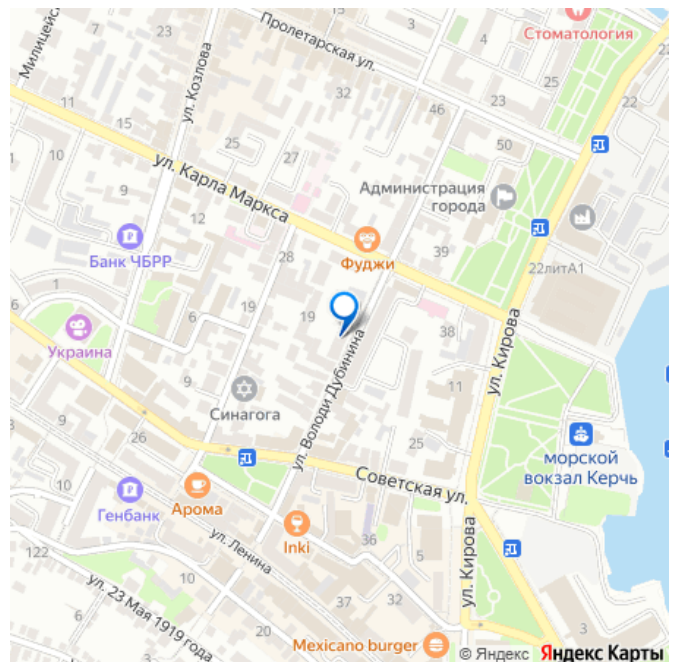 7
23
13
4
Стоматология
Милицейс
ул. Козлова
Пролетарская ул.
32
25
22
22
11
15
46
50
10
25
27
ул. Карла Маркса
Администрация
города
9
12
Банк ЧБРР
28
Фуджи
39
22литА1
6
19
19
38
6
Украина
9
Синагога
ул. Володи Дубинина
11
ул. Кирова
морской
вокзал Керчь
9
26
25
Советская ул.
10
Генбанк
Арома
Inki
36
5
ул. Ленина
122
10
ул. 23 Мая 1919 года
37
32
20
ул. Кирова
3
Mexicano burger
© Яндекс Яндекс Карты